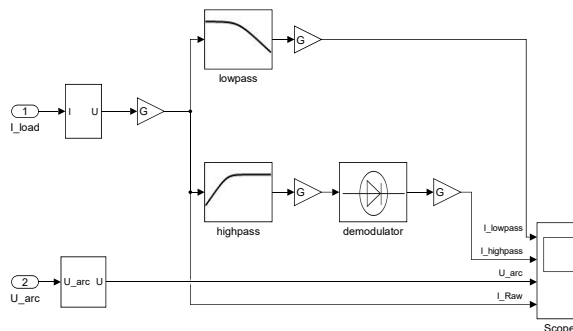 G
lowpass
1
I_load
I U
G
G
highpass
demodulator
G
I_lowpass
I_highpass
U_arc
I_Raw
2
U_arc
U_arc U
Scope